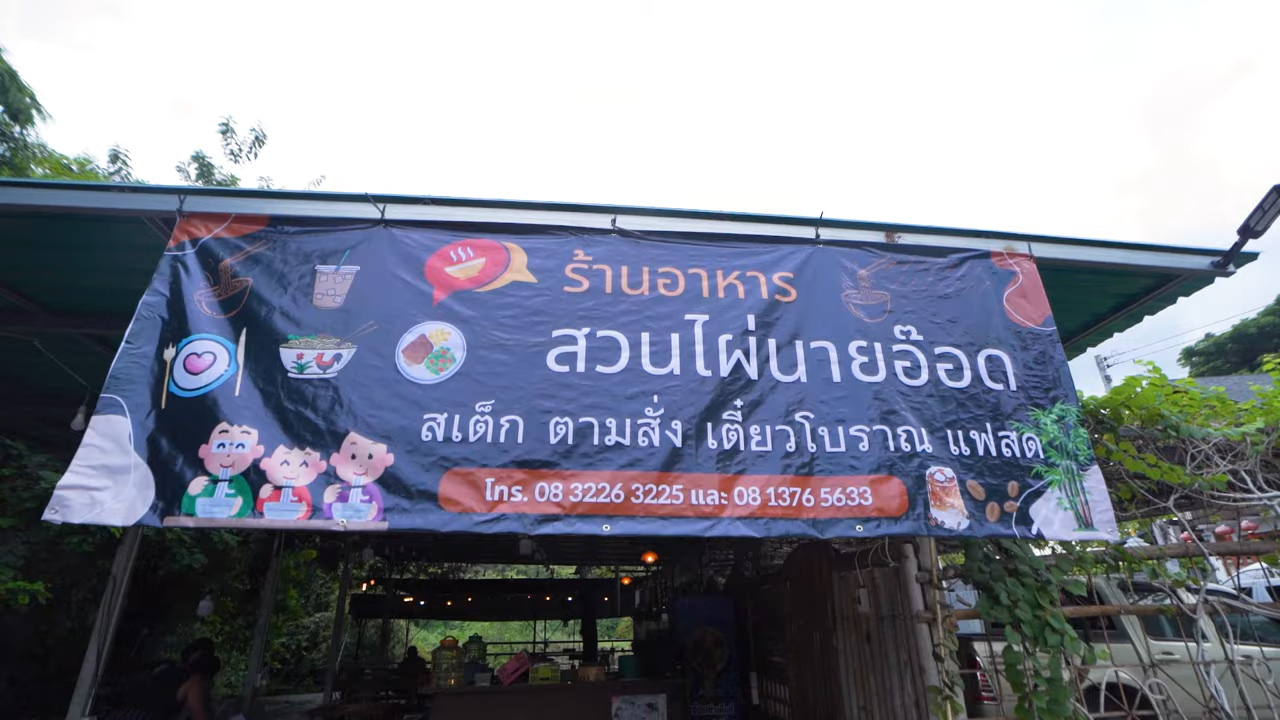 ร้านอาหาร
สวนไผ่นายอ๊อด
สเต็ก ตามสั่ง เตี๋ยวโบราณ แฟสด
โทร. 08 3226 3225 และ 08 1376 5633